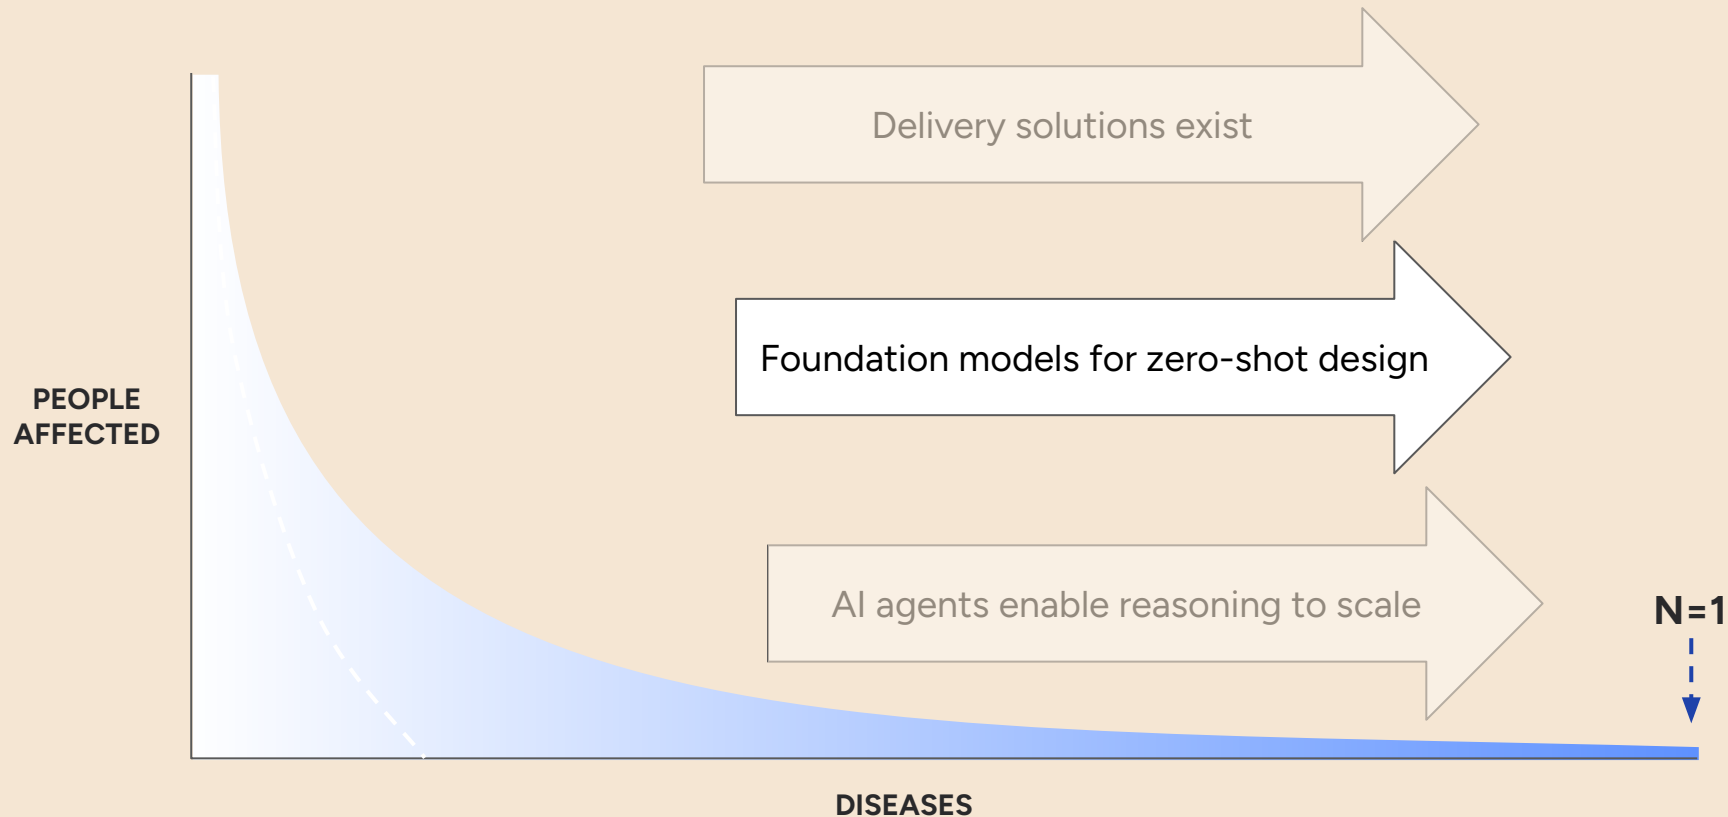 Delivery solutions exist
Foundation models for zero-shot design
PEOPLE
AFFECTED
AI agents enable reasoning to scale
N=1
DISEASES